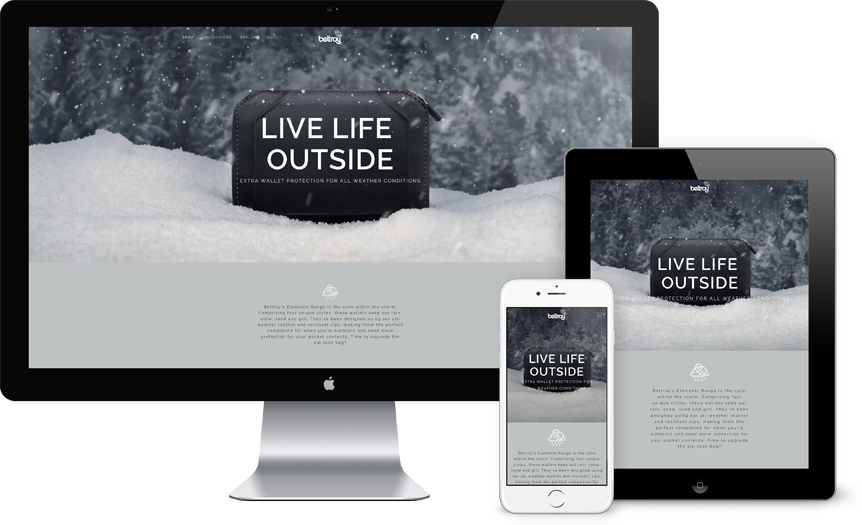 SHOP COLLECTIONS EXPLORE ABOUT
bellroy
LIVE LIFE
OUTSIDE
EXTRA WALLET PROTECTION FOR ALL WEATHER CONDITIONS
Bellroy's Elements Range is the calm within the storm.
Comprising four unique styles, these wallets keep out rain,
snow, sand and grit. They've been designed using our all-
weather leather and resistant zips, making them the perfect
companion for when you're outdoors and need more
protection for your pocket contents. Time to upgrade the
zip-lock bag?
bellroy
LIVE LIFE
OUTSIDE
EXTRA WALLET PROTECTION FOR ALL WEATHER CONDITIONS
Bellroy's Elements Range is the calm
within the storm. Comprising four
unique styles, these wallets keep out
rain, snow, sand and grit. They've been
designed using our all-weather leather
and resistant zips, making them the
perfect companion for when you're
outdoors and need more protection for
your pocket contents. Time to upgrade
the zip-lock bag?
bellroy
LIVE LIFE
OUTSIDE
EXTRA WALLET PROTECTION FOR
ALL WEATHER CONDITIONS
Bellroy's Elements Range is the calm
within the storm. Comprising four unique
styles, these wallets keep out rain, snow,
sand and grit. They've been designed using
our all-weather leather and resistant zips,
making them the perfect companion for